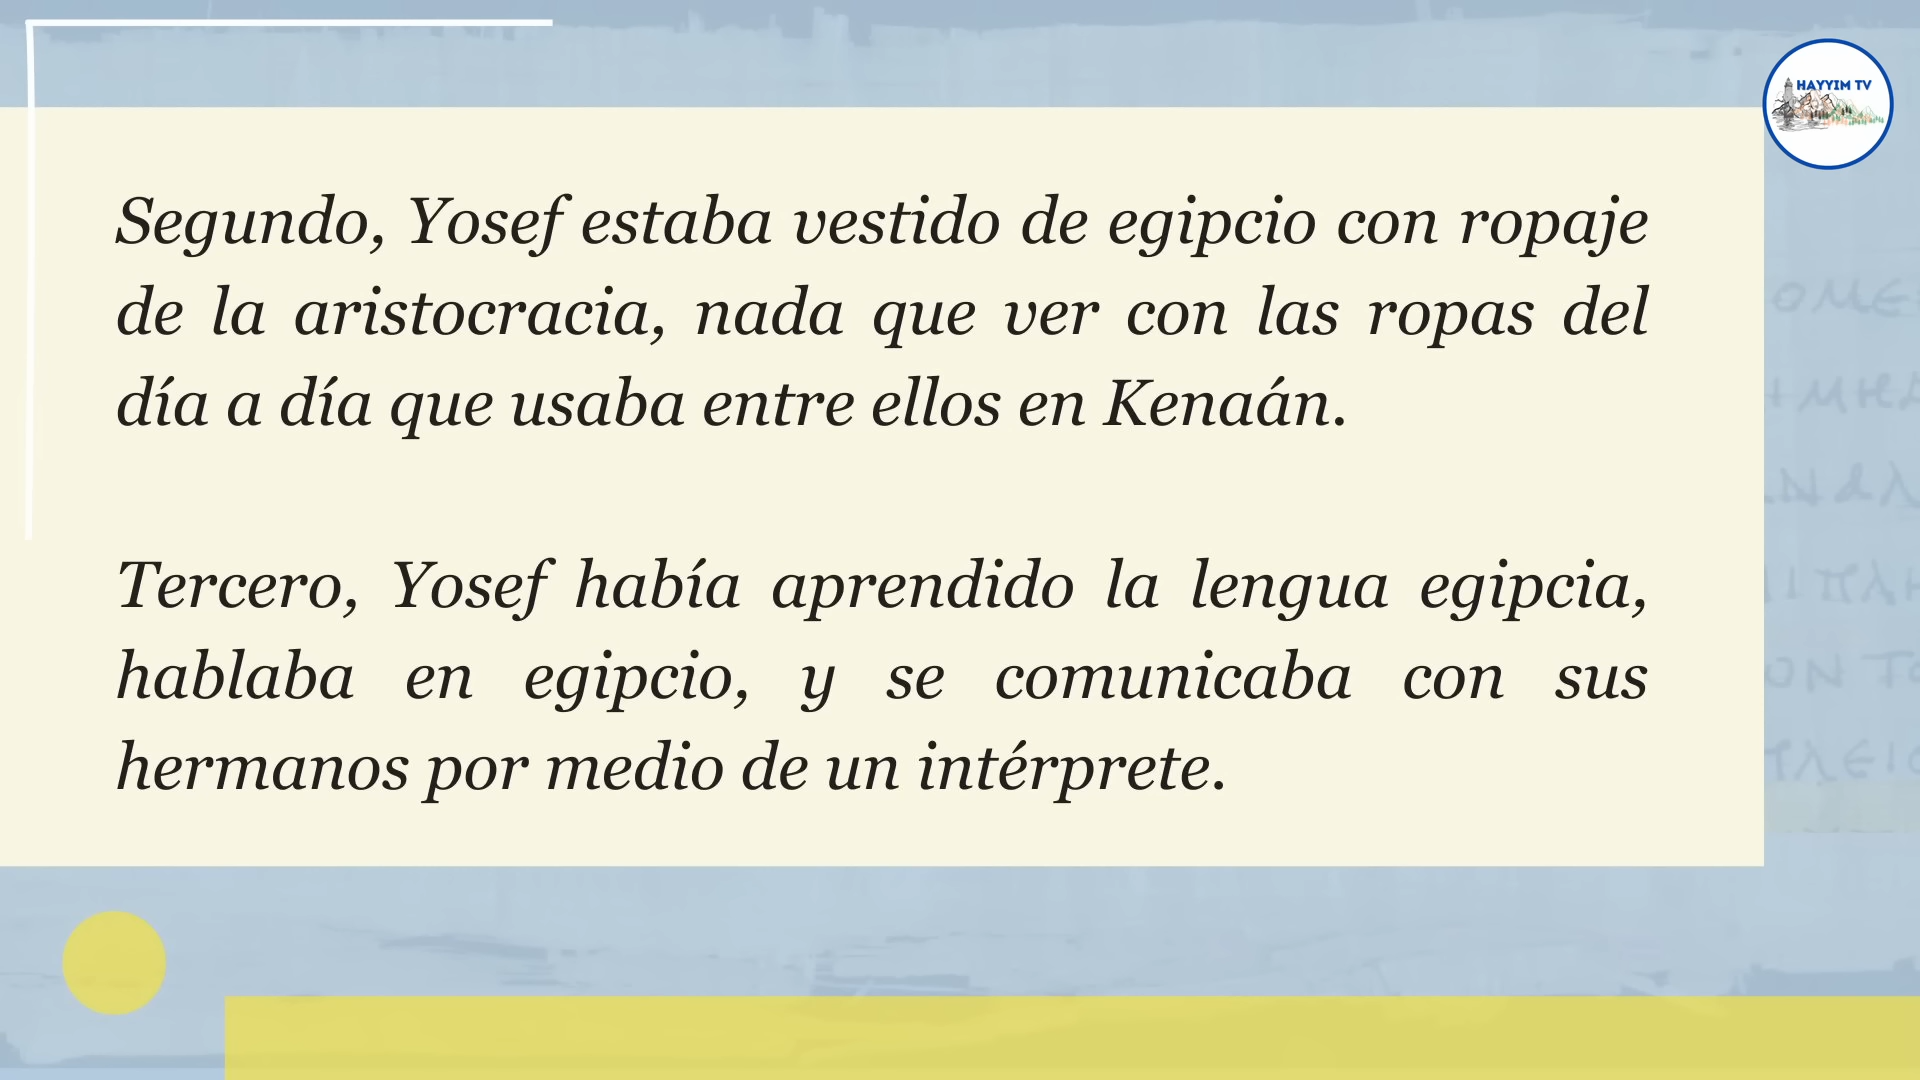 HAYYIM TV
Segundo, Yosef estaba vestido de egipcio con ropaje
de la aristocracia, nada que ver con las ropas del
día a día que usaba entre ellos en Kenaán.
Tercero, Yosef había aprendido la lengua egipcia,
hablaba en egipcio, y se comunicaba con sus
hermanos por medio de un intérprete.